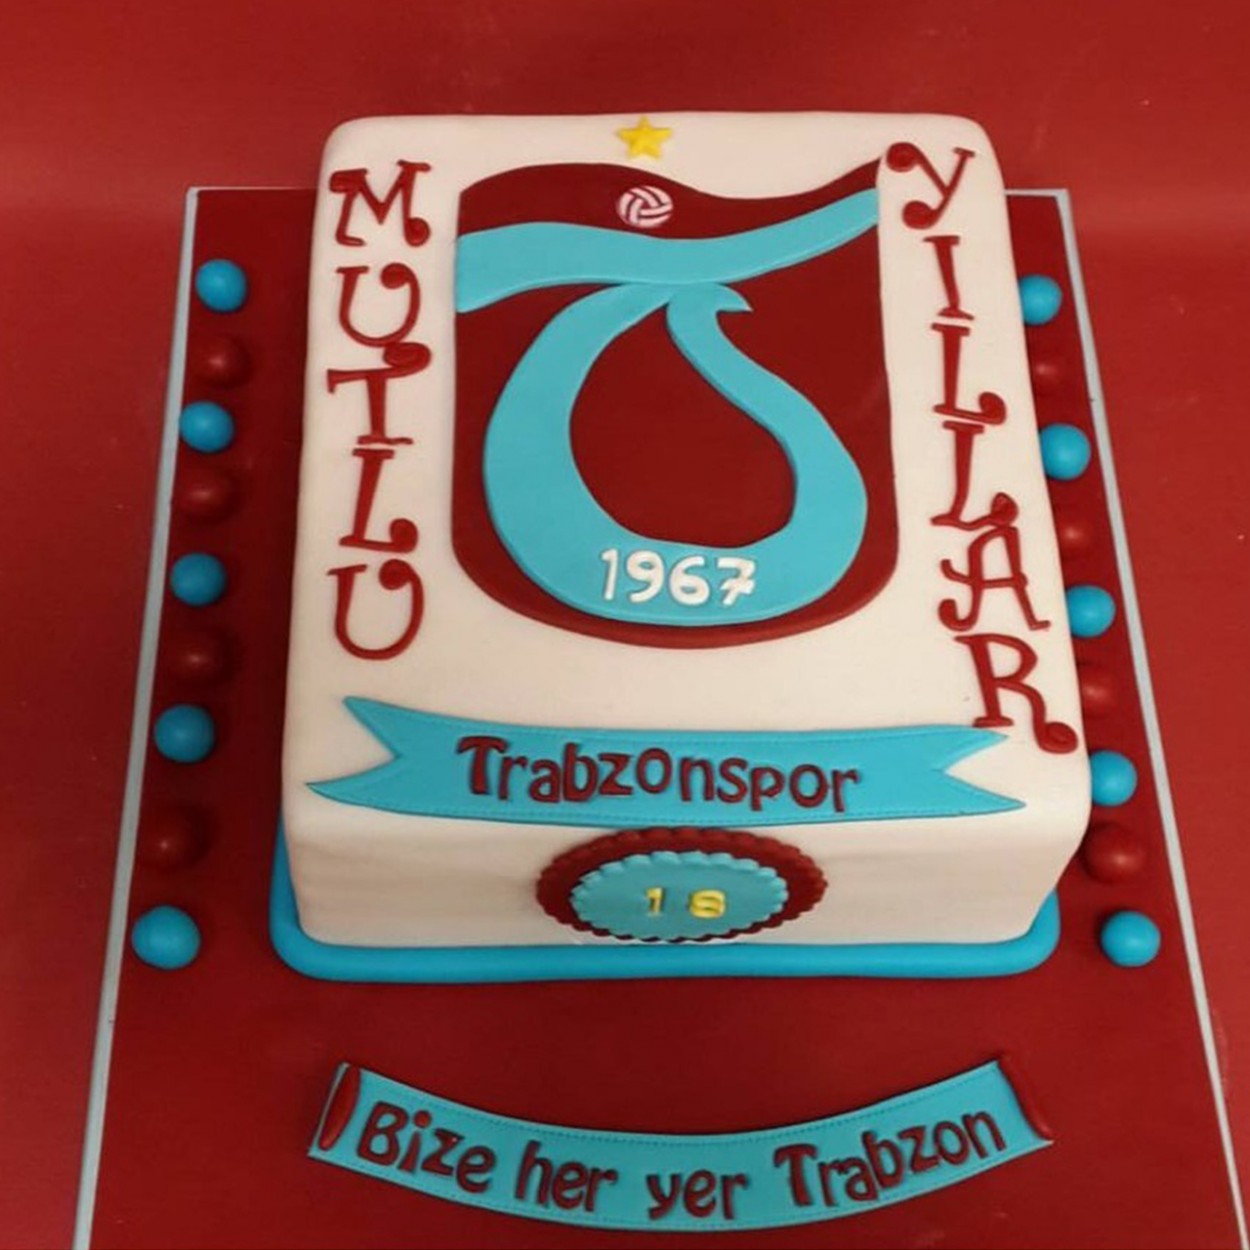 MUTLU
YILLAR
1967
Trabzonspor
18
Bize her yer Trabzon